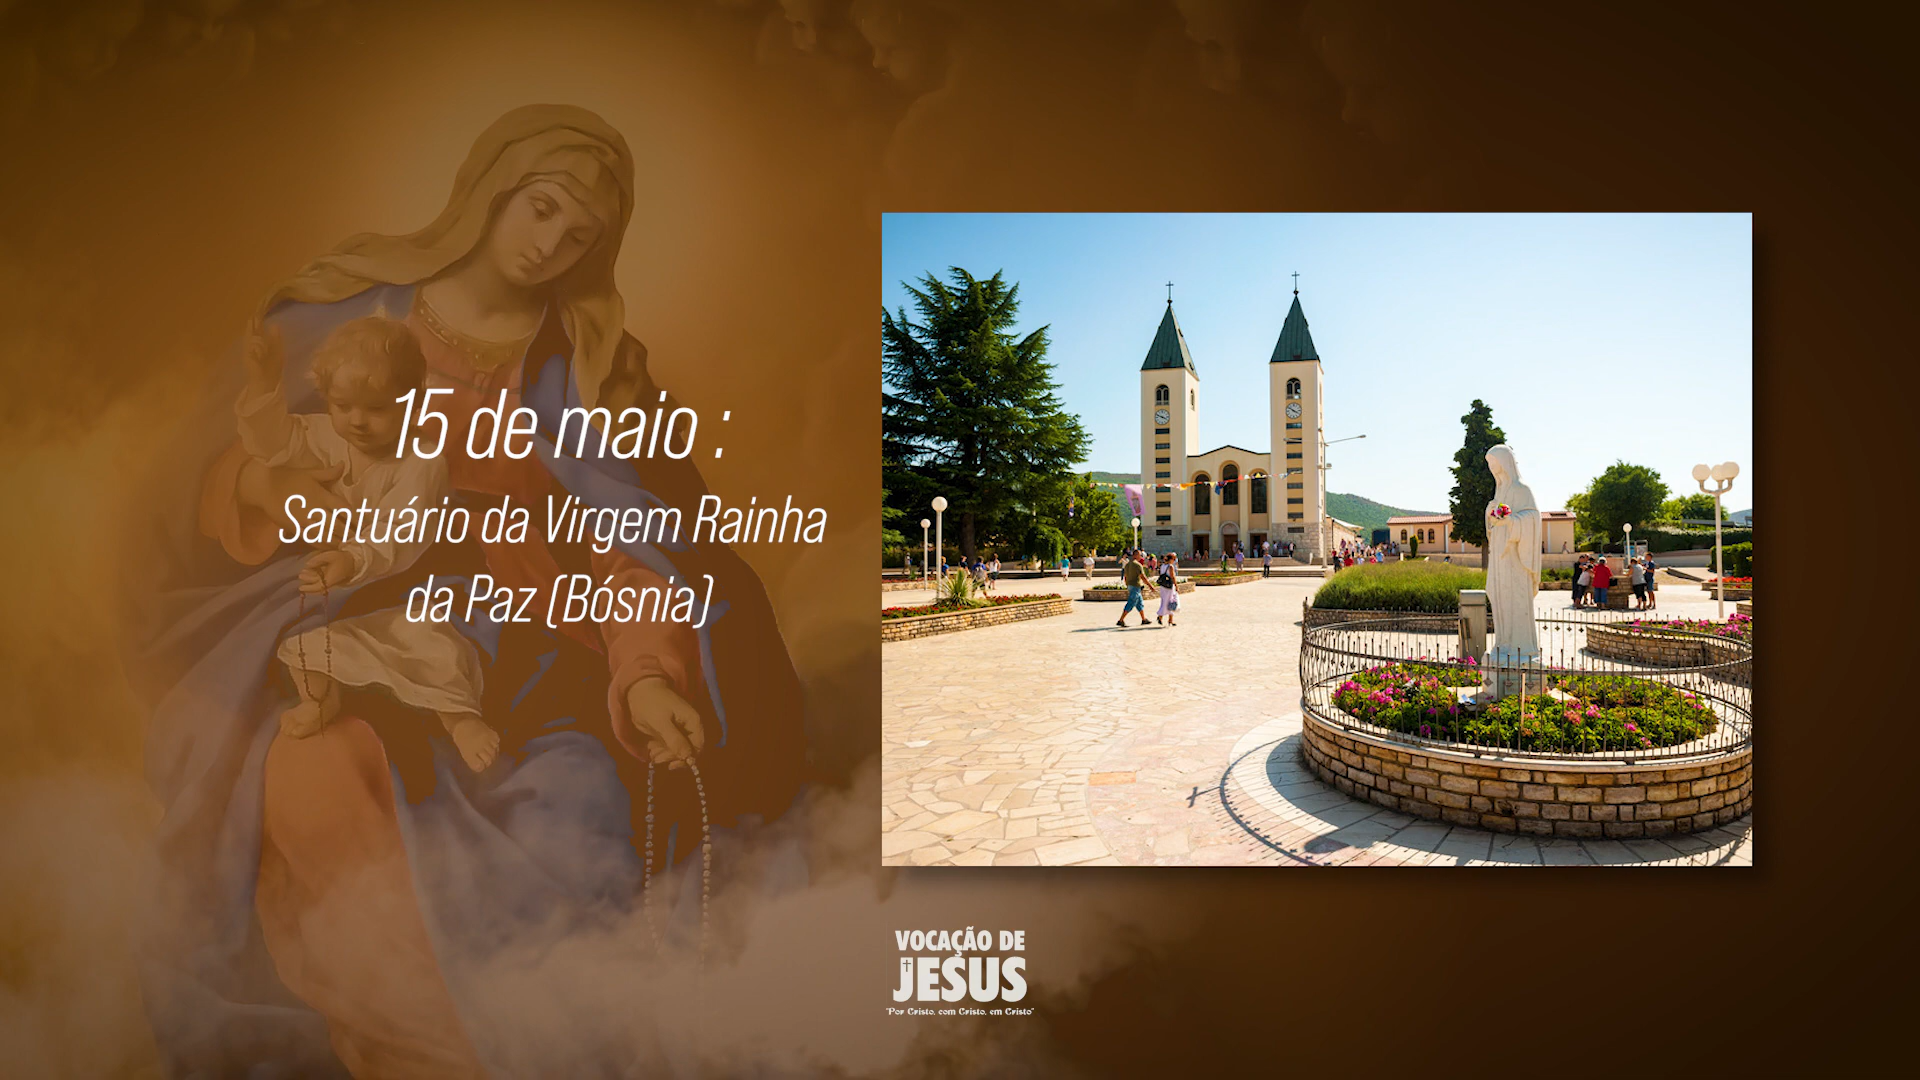 15 de maio :
Santuário da Virgem Rainha
da Paz (Bósnia)
VOCAÇÃO DE
JESUS
"Por Cristo, com Cristo, em Cristo"